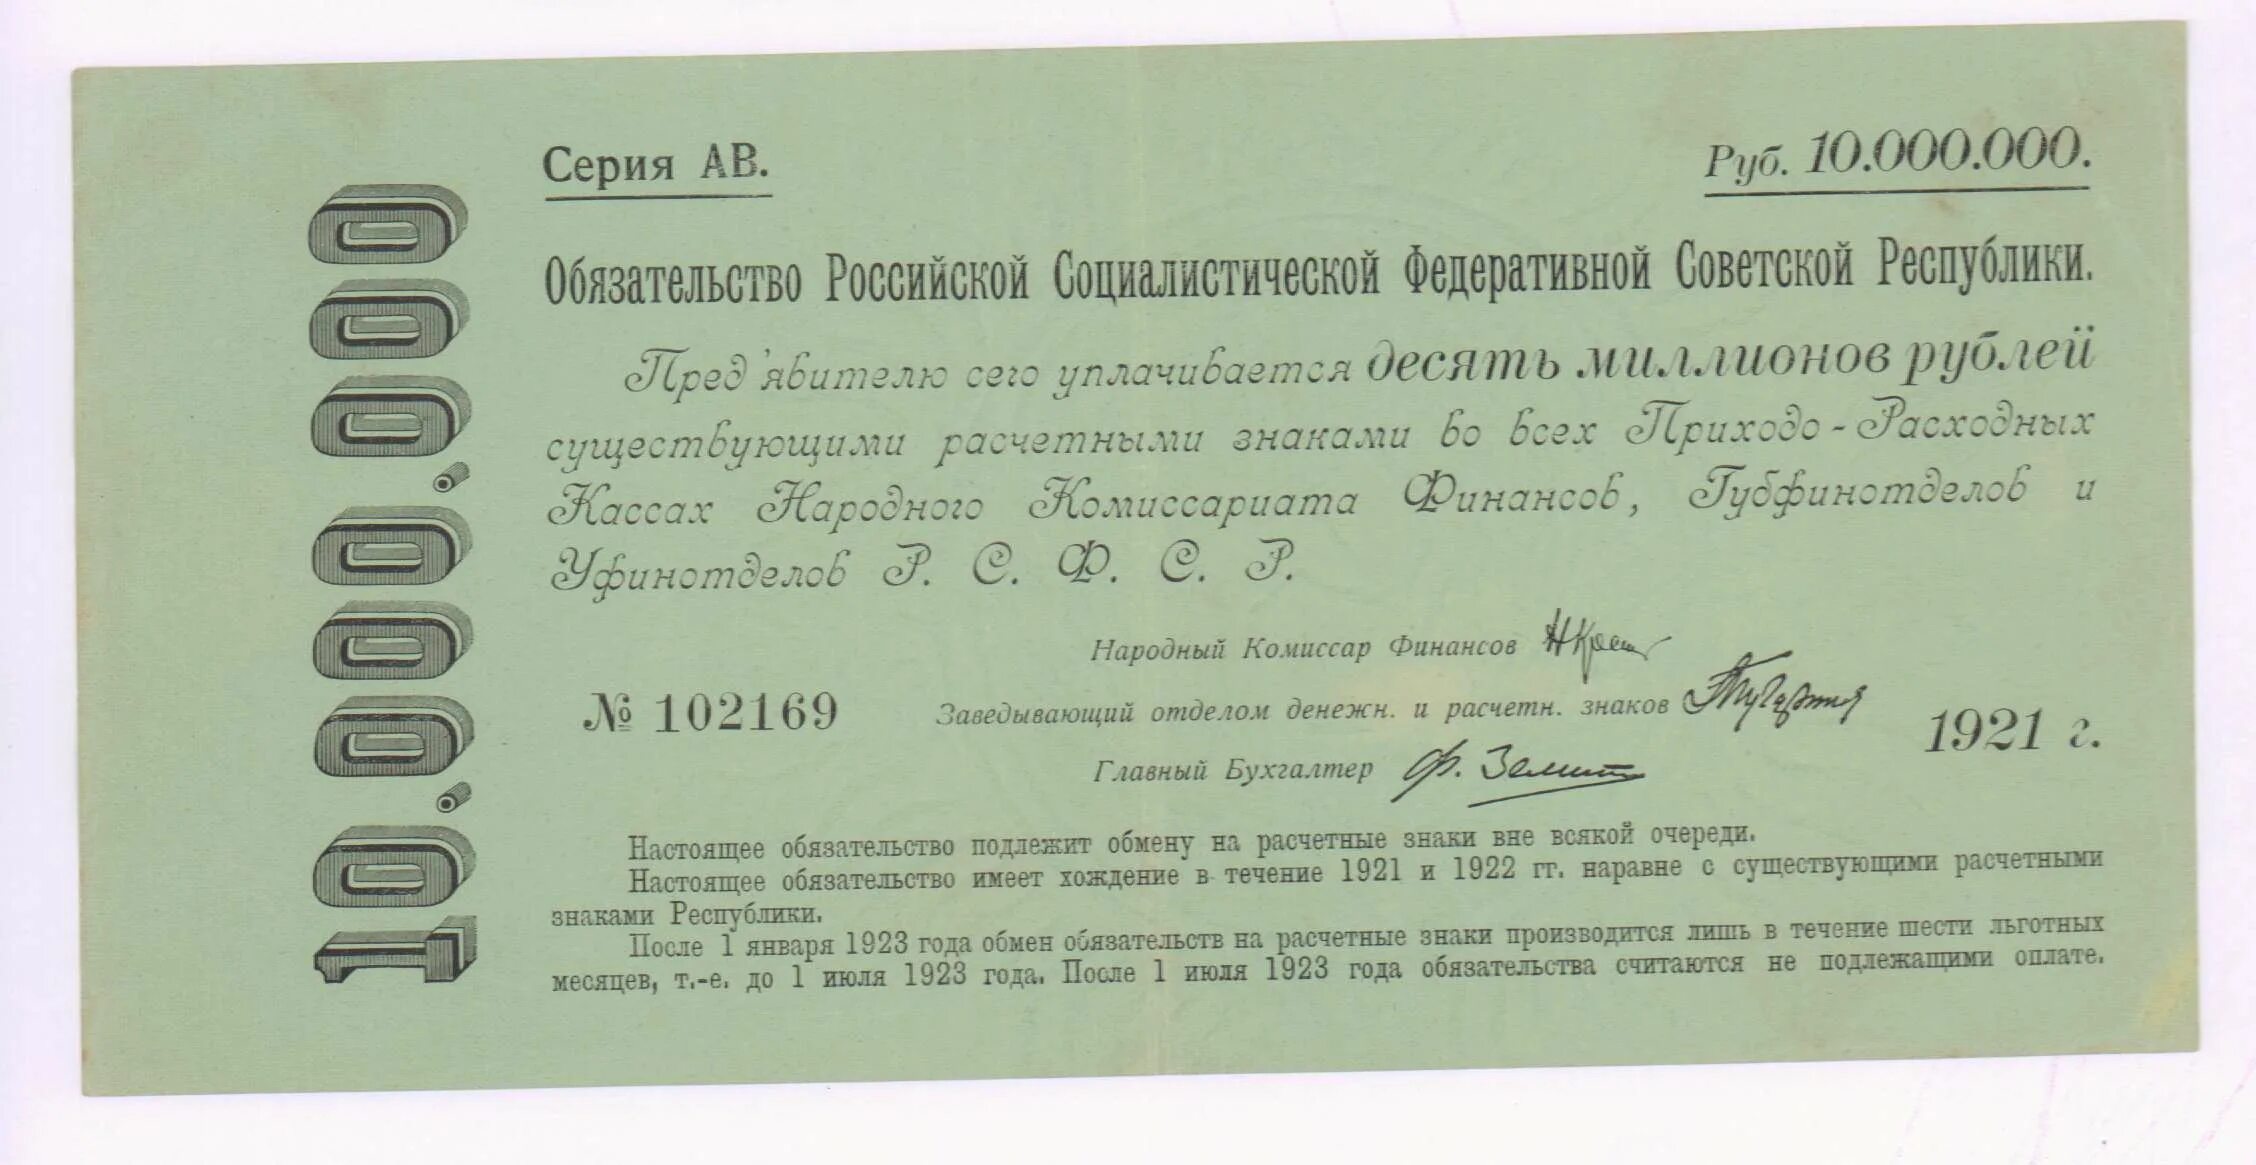 10.000.000
Серия АВ.
Руб. 10.000.000.
Обязательство Российской Социалистической Федеративной Советской Республики.
Пред'явителю сего уплачивается десять миллионов рублей
существующими расчетными знаками во всех Приходо-Расходных
Кассах Народного Комиссариата Финансов, Губфинотделов и
Уфинотделов Р. С. Ф. С. Р.
Народный Комиссар Финансов
№ 102169
Заведывающий отделом денежн. и расчетн. знаков
1921 г.
Главный Бухгалтер
Настоящее обязательство подлежит обмену на расчетные знаки вне всякой очереди.
Настоящее обязательство имеет хождение в течение 1921 и 1922 гг. наравне с существующими расчетными
знаками Республики.
После 1 января 1923 года обмен обязательств на расчетные знаки производится лишь в течение шести льготных
месяцев, т.-е. до 1 июля 1923 года. После 1 июля 1923 года обязательства считаются не подлежащими оплате.